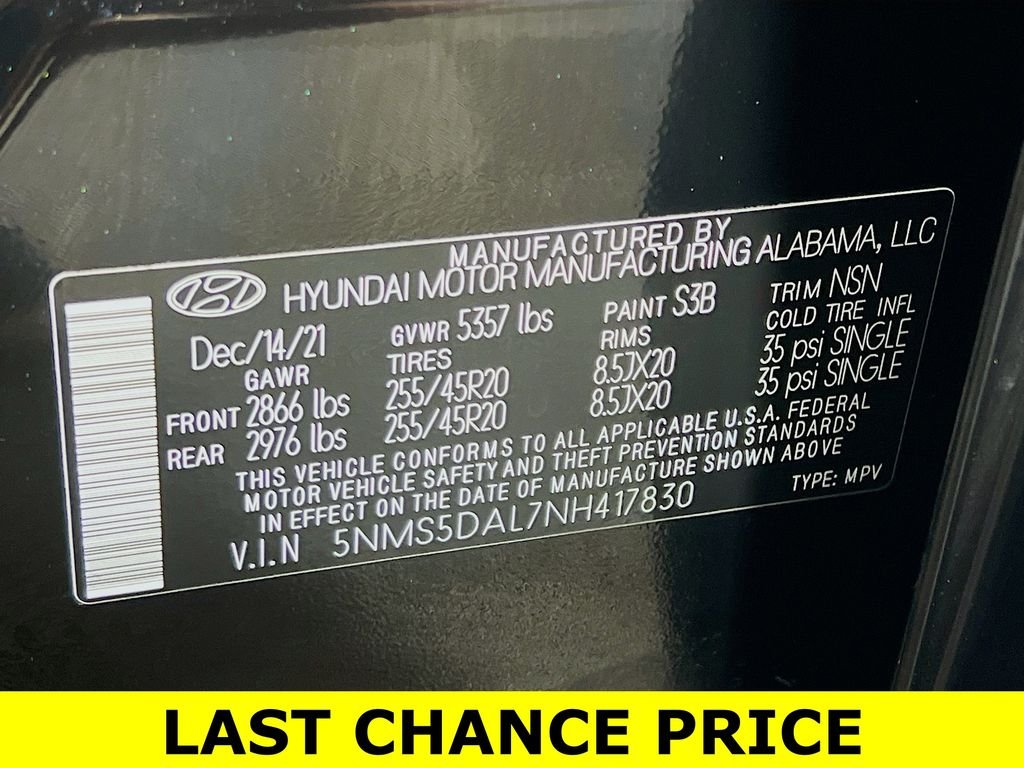 MANUFACTURED BY
HYUNDAI MOTOR MANUFACTURING ALABAMA, LLC
Dec/14/21 GVWR 5357 lbs PAINT S3B TRIM NSN
GAWR TIRES RIMS COLD TIRE INFL
FRONT 2866 lbs 255/45R20 8.5JX20 35 psi SINGLE
REAR 2976 lbs 255/45R20 8.5JX20 35 psi SINGLE
THIS VEHICLE CONFORMS TO ALL APPLICABLE U.S.A. FEDERAL
MOTOR VEHICLE SAFETY AND THEFT PREVENTION STANDARDS
IN EFFECT ON THE DATE OF MANUFACTURE SHOWN ABOVE
V.I.N 5NMS5DAL7NH417830 TYPE: MPV
LAST CHANCE PRICE